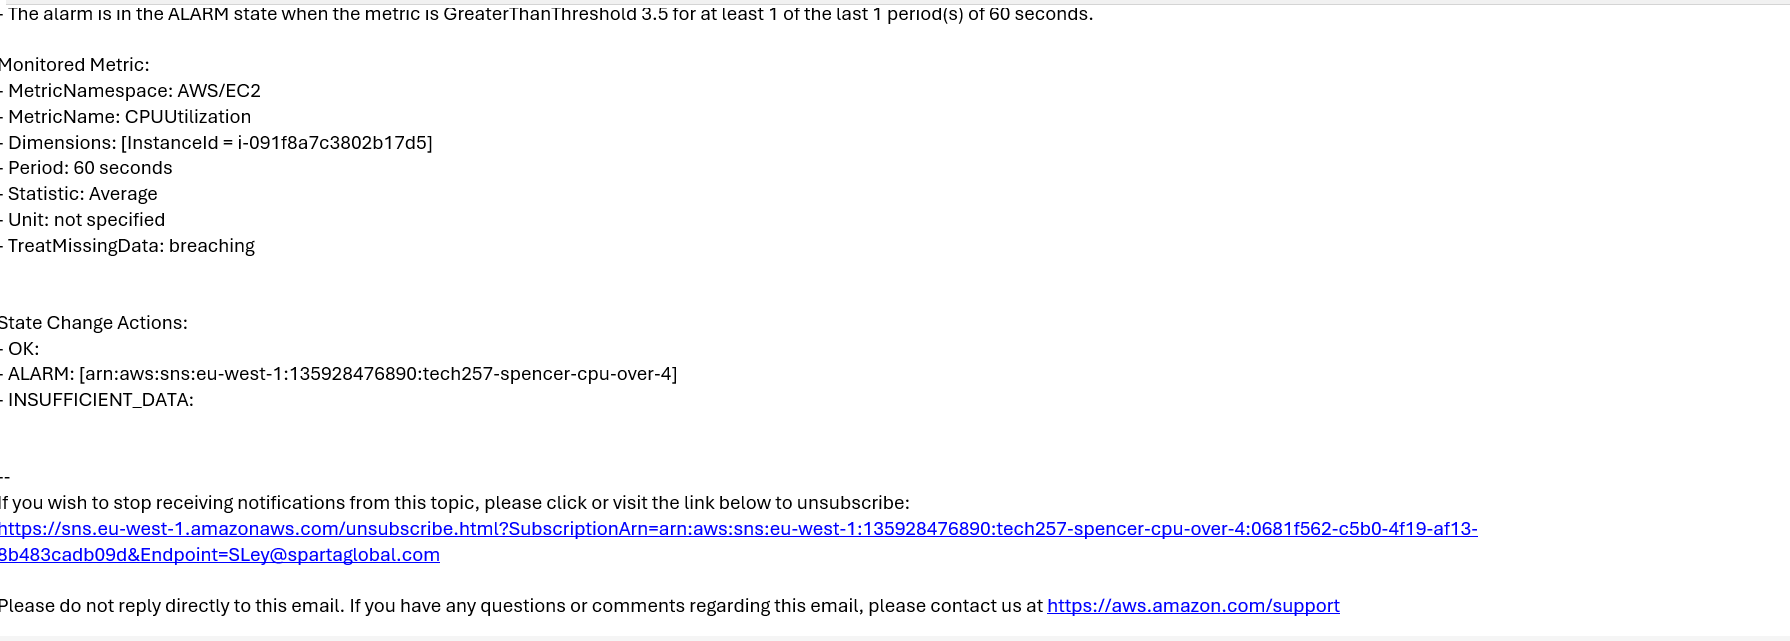 - The alarm is in the ALARM state when the metric is GreaterThanThreshold 3.5 for at least 1 of the last 1 period(s) of 60 seconds.
Monitored Metric:
- MetricNamespace: AWS/EC2
- MetricName: CPUUtilization
- Dimensions: [InstanceId = i-091f8a7c3802b17d5]
- Period: 60 seconds
- Statistic: Average
- Unit: not specified
- TreatMissingData: breaching
State Change Actions:
- OK:
- ALARM: [arn:aws:sns:eu-west-1:135928476890:tech257-spencer-cpu-over-4]
- INSUFFICIENT_DATA:
--
If you wish to stop receiving notifications from this topic, please click or visit the link below to unsubscribe:
https://sns.eu-west-1.amazonaws.com/unsubscribe.html?SubscriptionArn=arn:aws:sns:eu-west-1:135928476890:tech257-spencer-cpu-over-4:0681f562-c5b0-4f19-af13-
8b483cadb09d&Endpoint=SLey@spartaglobal.com
Please do not reply directly to this email. If you have any questions or comments regarding this email, please contact us at https://aws.amazon.com/support